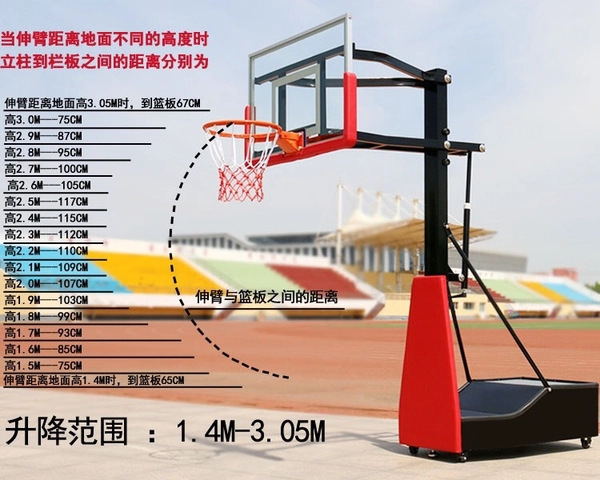 当伸臂距离地面不同的高度时
立柱到栏板之间的距离分别为
伸臂距离地面高3.05M时，到篮板67CM
高3.0M---75CM
高2.9M---87CM
高2.8M---95CM
高2.7M---100CM
高2.6M---105CM
高2.5M---117CM
高2.4M---115CM
高2.3M---112CM
高2.2M---110CM
高2.1M---109CM
高2.0M---107CM
高1.9M---103CM
高1.8M---99CM
高1.7M---93CM
高1.6M---85CM
高1.5M---75CM
伸臂距离地面高1.4M时，到篮板65CM
伸臂与篮板之间的距离
升降范围 ：1.4M-3.05M